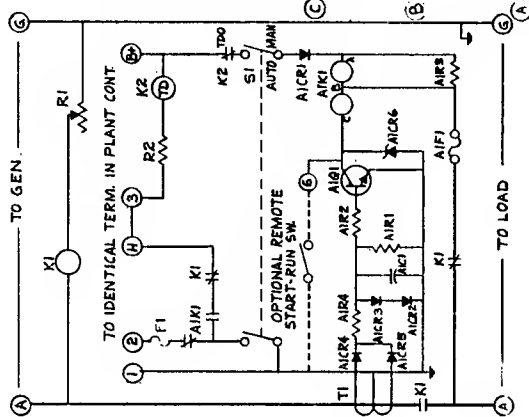 TO GEN.
A
G
K1
R1
TO IDENTICAL TERM. IN PLANT CONT.
1
2
H
3
B+
F1
A1K1
K1
R2
K2
TD
K2
TDO
S1
AUTO
MAN
OPTIONAL REMOTE
START-RUN SW.
6
A1CR1
T1
A1CR4
A1CR5
A1R4
A1CR3
A1CR2
A1C1
A1R1
A1R2
A1Q1
A1CR6
C
B
A
A1K1
A1R3
A1F1
K1
K1
A
G
TO LOAD
(C)
(B)
(A)